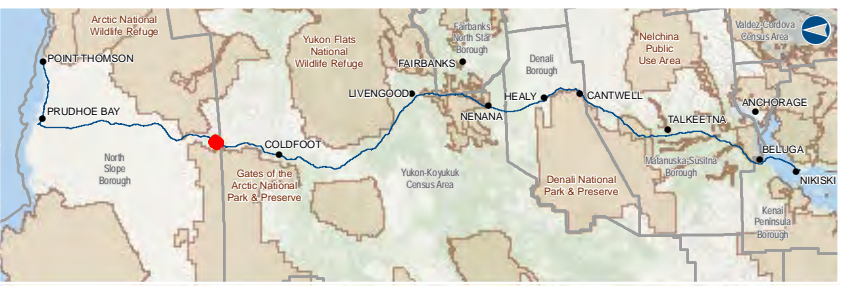 Arctic National
Wildlife Refuge
Yukon Flats
National
Wildlife Refuge
Fairbanks
North Star
Borough
Nelchina
Public
Use Area
Valdez-Cordova
Census Area
POINT THOMSON
FAIRBANKS
Denali
Borough
LIVENGOOD
HEALY
CANTWELL
ANCHORAGE
PRUDHOE BAY
NENANA
TALKEETNA
COLDFOOT
BELUGA
North
Slope
Borough
Gates of the
Arctic National
Park & Preserve
Yukon-Koyukuk
Census Area
Denali National
Park & Preserve
Matanuska-Susitna
Borough
NIKISKI
Kenai
Peninsula
Borough